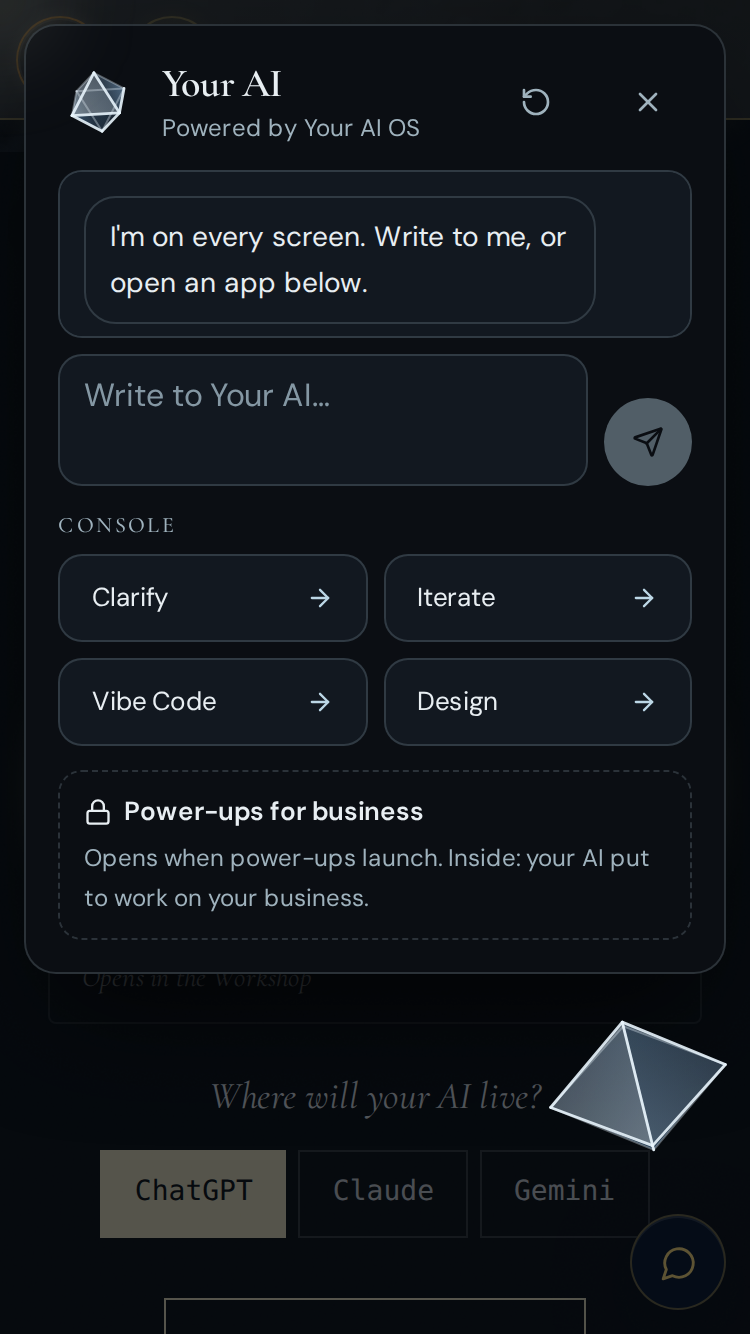 Your AI
Powered by Your AI OS
I'm on every screen. Write to me, or
open an app below.
Write to Your AI...
CONSOLE
Clarify
Iterate
Vibe Code
Design
Power-ups for business
Opens when power-ups launch. Inside: your AI put
to work on your business.
Opens in the Workshop
Where will your AI live?
ChatGPT
Claude
Gemini